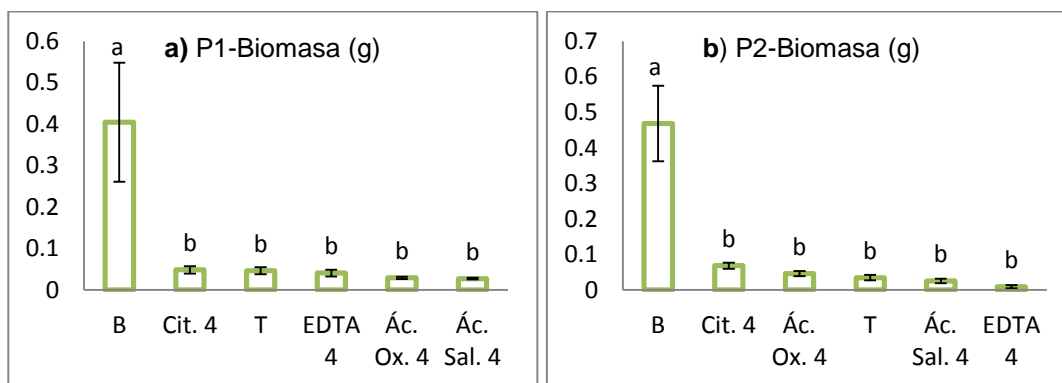 a) P1-Biomasa (g)
0.6
0.5
0.4
0.3
0.2
0.1
0
a
b
b
b
b
b
B
Cit. 4
T
EDTA
4
Ác.
Ox. 4
Ác.
Sal. 4
b) P2-Biomasa (g)
0.7
0.6
0.5
0.4
0.3
0.2
0.1
0
a
b
b
b
b
b
B
Cit. 4
Ác.
Ox. 4
T
Ác.
Sal. 4
EDTA
4